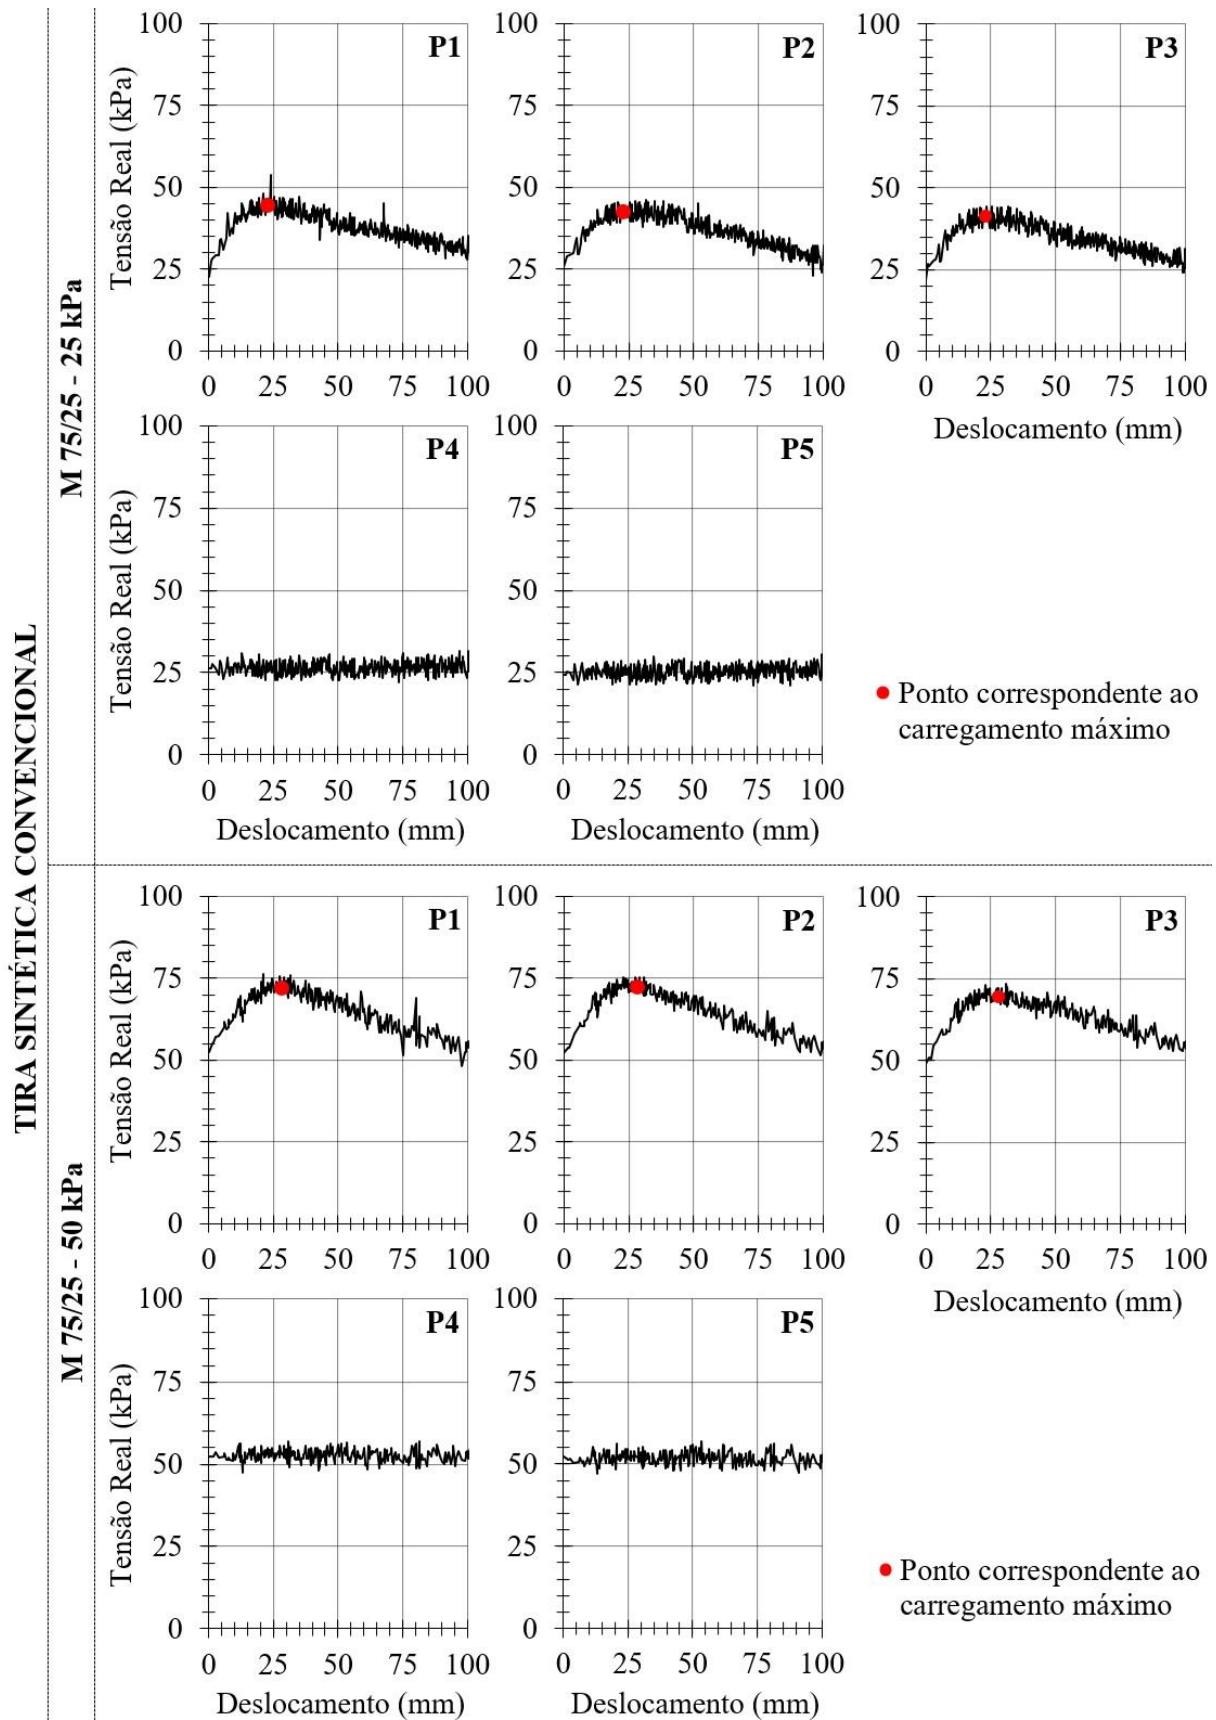 TIRA SINTÉTICA CONVENCIONAL
M 75/25 - 25 kPa
Tensão Real (kPa)
100
75
50
25
0
P1
0 25 50 75 100
100
75
50
25
0
P2
0 25 50 75 100
100
75
50
25
0
P3
0 25 50 75 100
Deslocamento (mm)
Tensão Real (kPa)
100
75
50
25
0
P4
0 25 50 75 100
Deslocamento (mm)
100
75
50
25
0
P5
0 25 50 75 100
Deslocamento (mm)
Ponto correspondente ao
carregamento máximo
M 75/25 - 50 kPa
Tensão Real (kPa)
100
75
50
25
0
P1
0 25 50 75 100
100
75
50
25
0
P2
0 25 50 75 100
100
75
50
25
0
P3
0 25 50 75 100
Deslocamento (mm)
Tensão Real (kPa)
100
75
50
25
0
P4
0 25 50 75 100
Deslocamento (mm)
100
75
50
25
0
P5
0 25 50 75 100
Deslocamento (mm)
Ponto correspondente ao
carregamento máximo